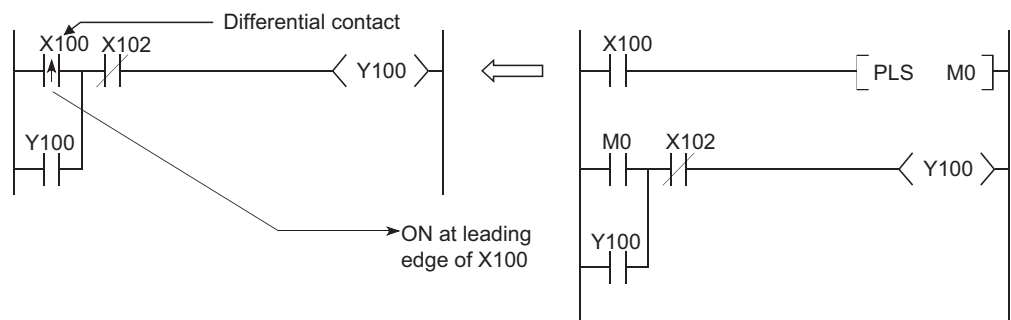 Differential contact
X100 X102
Y100
Y100
ON at leading
edge of X100
X100
PLS M0
M0 X102
Y100
Y100